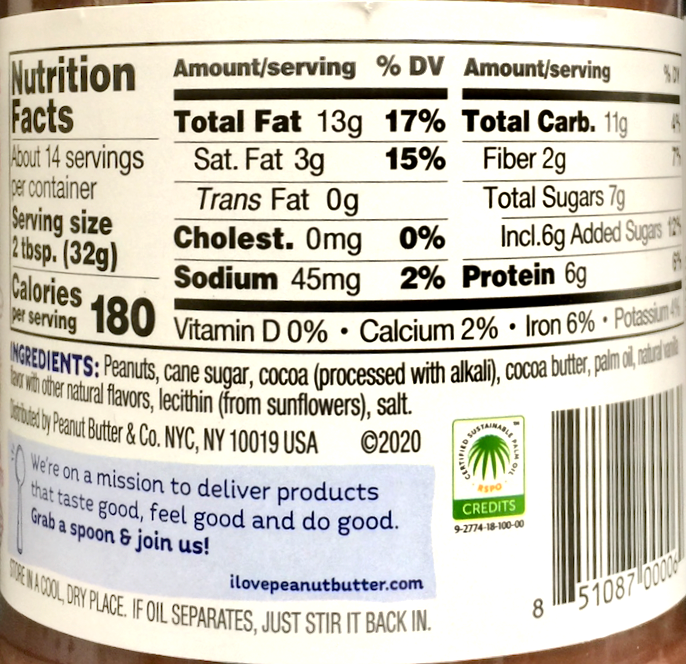 Nutrition
Facts
About 14 servings
per container
Serving size
2 tbsp. (32g)
Calories
per serving 180
Amount/serving % DV
Total Fat 13g 17%
Sat. Fat 3g 15%
Trans Fat 0g
Cholest. 0mg 0%
Sodium 45mg 2%
Amount/serving % DV
Total Carb. 11g 4%
Fiber 2g 7%
Total Sugars 7g
Incl.6g Added Sugars 12%
Protein 6g 6%
Vitamin D 0% • Calcium 2% • Iron 6% • Potassium 4%
INGREDIENTS: Peanuts, cane sugar, cocoa (processed with alkali), cocoa butter, palm oil, natural vanilla
flavor with other natural flavors, lecithin (from sunflowers), salt.
Distributed by Peanut Butter & Co. NYC, NY 10019 USA ©2020
We're on a mission to deliver products
that taste good, feel good and do good.
Grab a spoon & join us!
ilovepeanutbutter.com
STORE IN A COOL, DRY PLACE. IF OIL SEPARATES, JUST STIR IT BACK IN.
CERTIFIED SUSTAINABLE PALM OIL
RSPO
CREDITS
9-2774-18-100-00
8 51087 00006